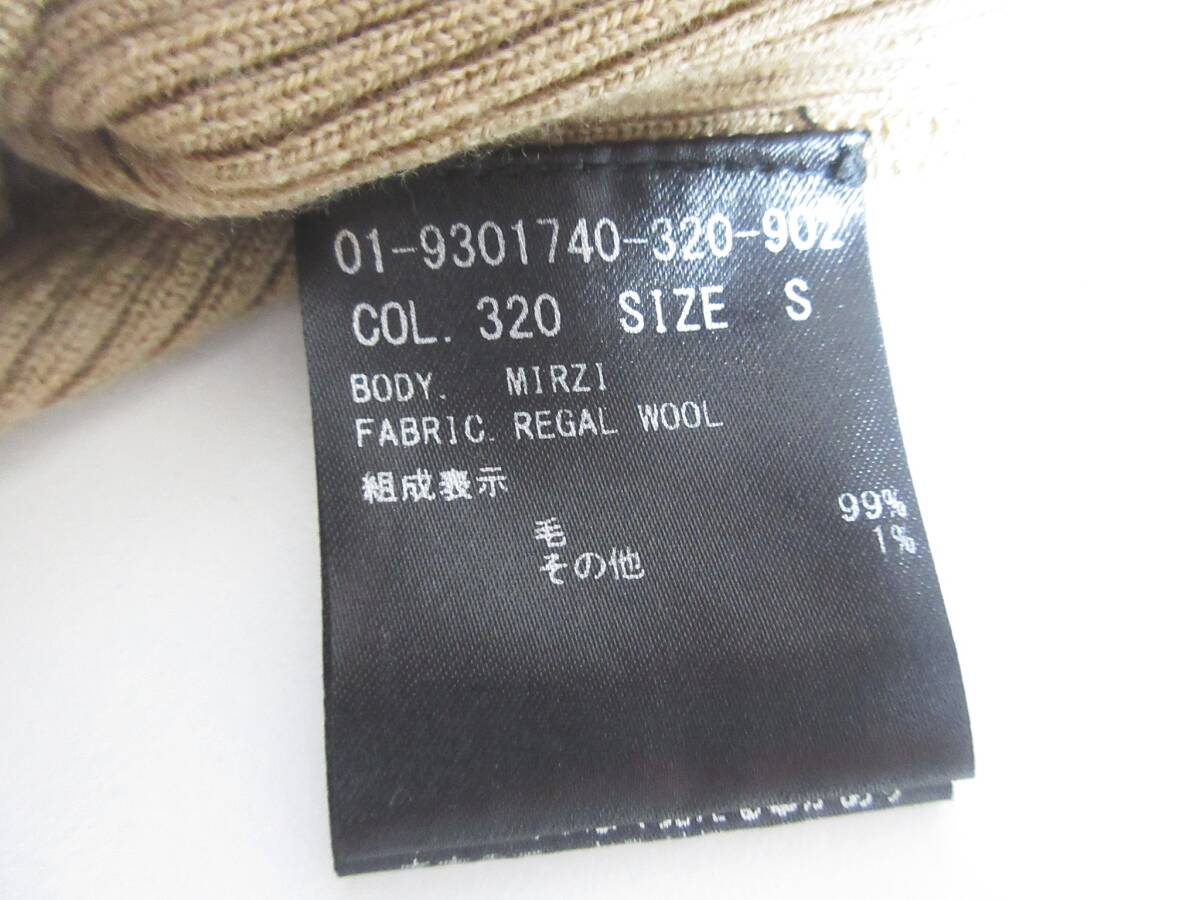 01-9301740-320-902
COL. 320 SIZE S
BODY. MIRZI
FABRIC. REGAL WOOL
組成表示
毛 99%
その他 1%